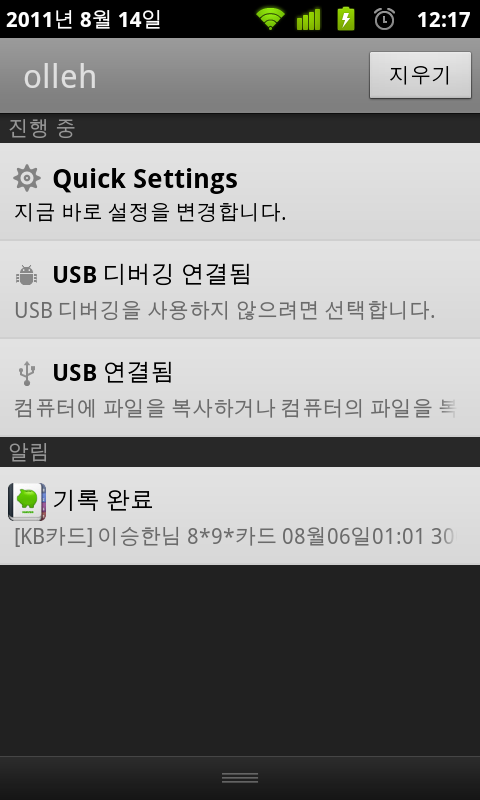 2011년 8월 14일 12:17
olleh 지우기
진행 중
Quick Settings
지금 바로 설정을 변경합니다.
USB 디버깅 연결됨
USB 디버깅을 사용하지 않으려면 선택합니다.
USB 연결됨
컴퓨터에 파일을 복사하거나 컴퓨터의 파일을
알림
기록 완료
[KB카드] 이승한님 8*9*카드 08월06일01:01 30